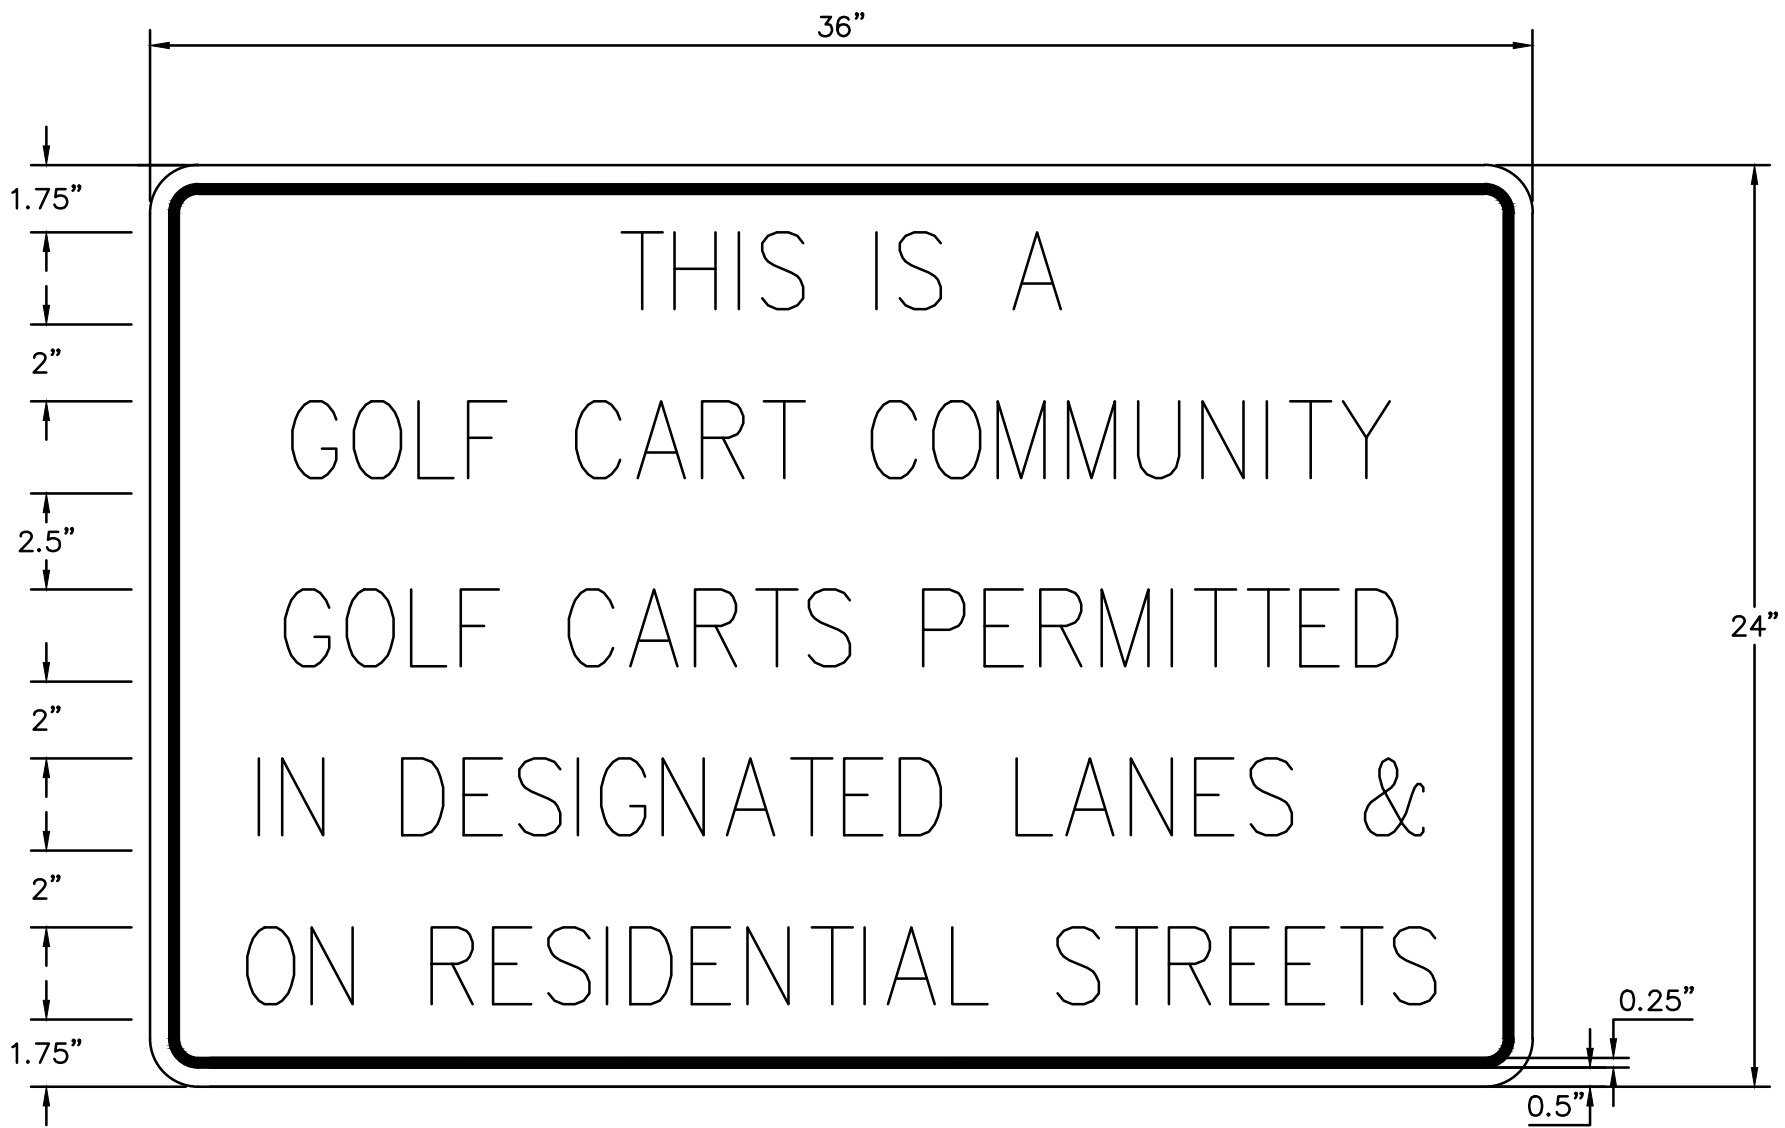 36”
1.75”
THIS IS A
2”
GOLF CART COMMUNITY
2.5”
GOLF CARTS PERMITTED
24”
2”
IN DESIGNATED LANES &
2”
ON RESIDENTIAL STREETS
0.25”
1.75”
0.5”